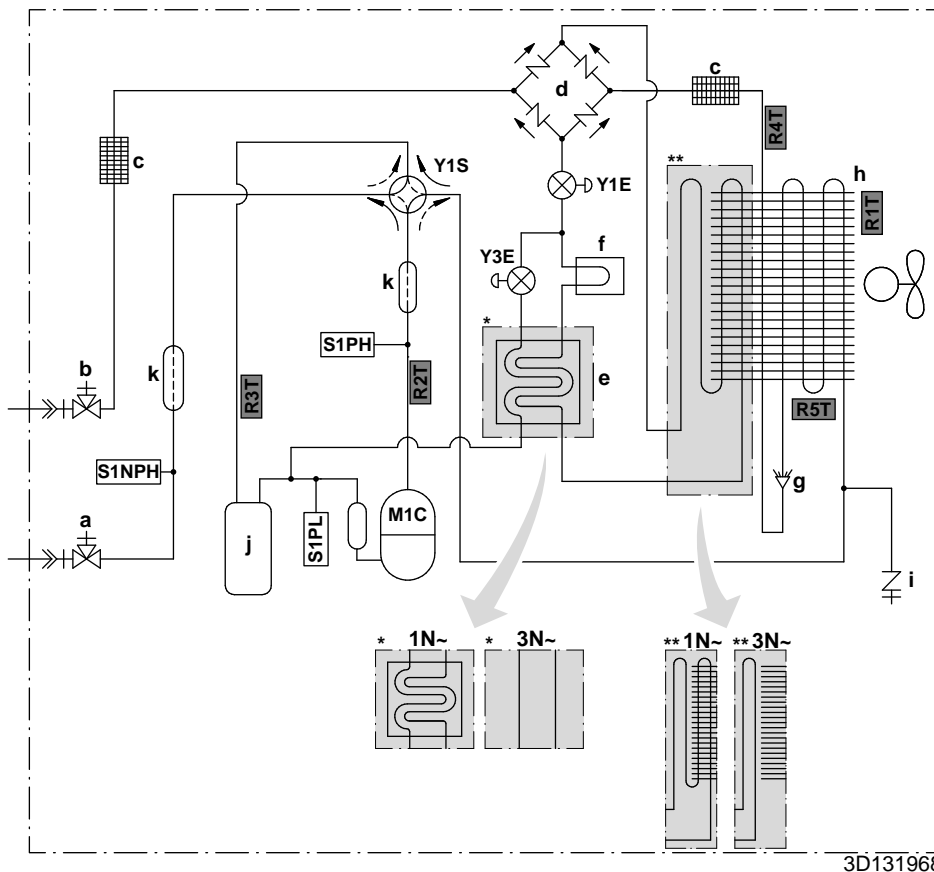 c
d
c
R4T
**
h
Y1S
Y1E
R1T
f
Y3E
k
S1PH
*
e
b
k
R3T
R2T
R5T
S1NPH
g
a
M1C
j
S1PL
i
* 1N~ * 3N~
** 1N~ ** 3N~
3D131968